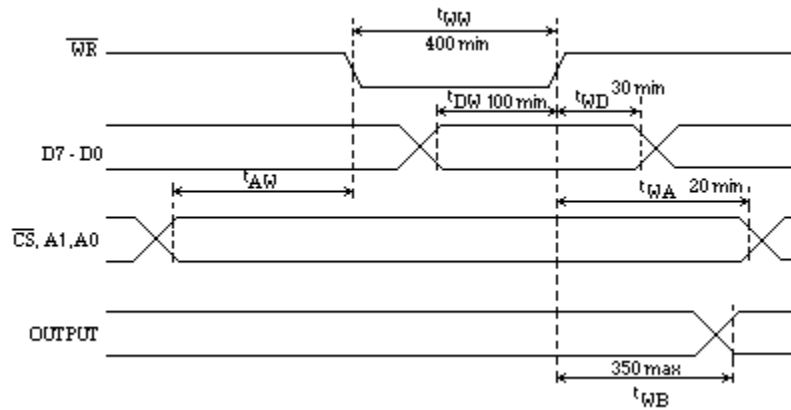 tWW
WR
400 min
tDW 100 min
tWD 30 min
D7 - D0
tAW
tWA 20 min
CS, A1,A0
OUTPUT
350 max
tWB